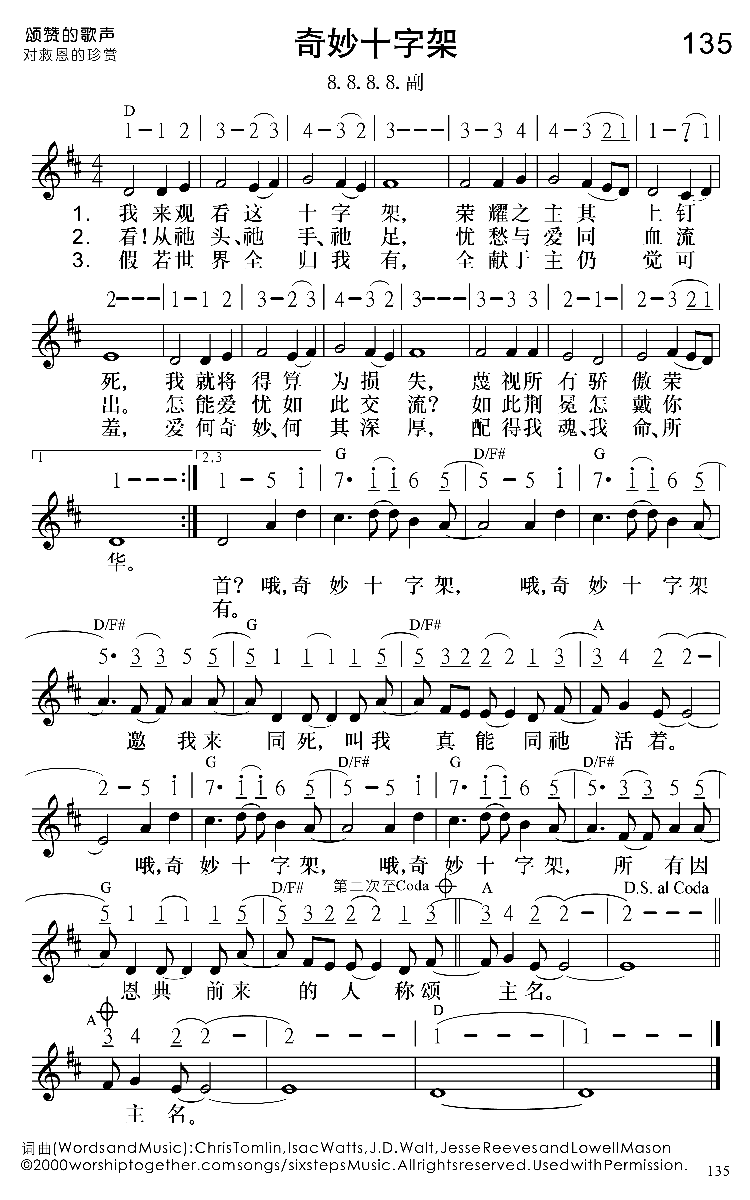 颂赞的歌声
对救恩的珍赏
奇妙十字架
135
8. 8. 8. 8. 副
D
1－1 2 | 3－2 3 | 4－3 2 | 3－－－ | 3－3 4 | 4－3 2 1 | 1－7 1
1. 我来观看这十字架, 荣耀之主其上钉
2. 看!从祂头、祂手、祂足, 忧愁与爱同血流
3. 假若世界全归我有, 全献于主仍觉可
2－－－ | 1－1 2 | 3－2 3 | 4－3 2 | 3－－－ | 2－1－ | 2－3 2 1
死, 我就将得算为损失, 蔑视所有骄傲荣
出。怎能爱忧如此交流? 如此荆冕怎戴你
羞, 爱何奇妙、何其深厚, 配得我魂、我命、所
1 2,3 G D/F# G
1－－－ 1－5 1 | 7· 1 1 6 5 | 5－5 1 | 7· 1 1 6 5
华。
首? 哦,奇妙十字架, 哦,奇妙十字架
有。
D/F# G D/F# A
5· 3 3 5 5 | 5 1 1 1 5 | 5 3 2 2 2 1 3 | 3 4 2 2－
邀我来同死,叫我真能同祂活着。
G D/F# G D/F#
2－5 1 | 7· 1 1 6 5 | 5－5 1 | 7· 1 1 6 5 | 5· 3 3 5 5
哦,奇妙十字架, 哦,奇妙十字架, 所有因
G D/F# 第二次至Coda A D.S. al Coda
5 1 1 1 5 5 | 5 3 2 2 2 1 3 | 3 4 2 2－ | 2－－－
恩典前来的人称颂主名。
A D
3 4 2 2－ | 2－－－ | 1－－－ | 1－－－
主名。
词曲(WordsandMusic):ChrisTomlin,IsacWatts,J.D.Walt,JesseReevesandLowellMason
©2000worshiptogether.comsongs/sixstepsMusic.Allrightsreserved.UsedwithPermission.
135